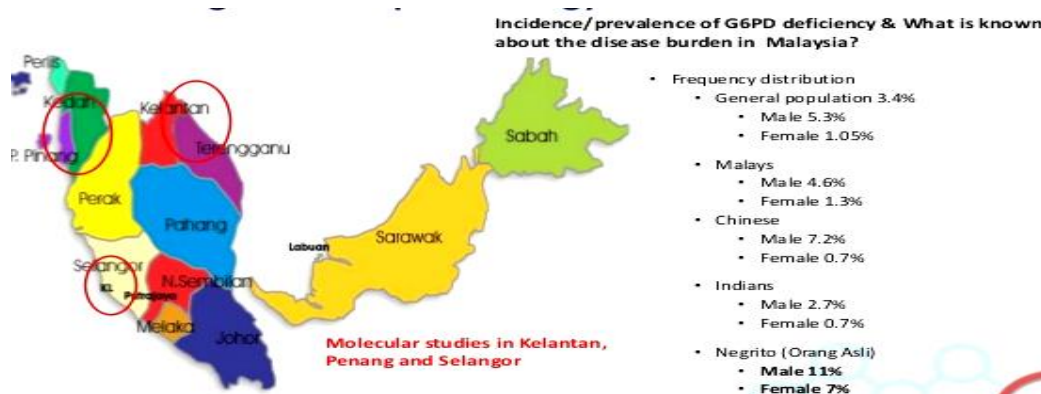 Incidence/prevalence of G6PD deficiency & What is known
about the disease burden in Malaysia?
Perlis
Kedah
P. Pinang
Kelantan
Terengganu
Perak
Pahang
Selangor
KL
Putrajaya
N.Sembilan
Melaka
Johor
Labuan
Sarawak
Sabah
Molecular studies in Kelantan,
Penang and Selangor
• Frequency distribution
• General population 3.4%
• Male 5.3%
• Female 1.05%
• Malays
• Male 4.6%
• Female 1.3%
• Chinese
• Male 7.2%
• Female 0.7%
• Indians
• Male 2.7%
• Female 0.7%
• Negrito (Orang Asli)
• Male 11%
• Female 7%